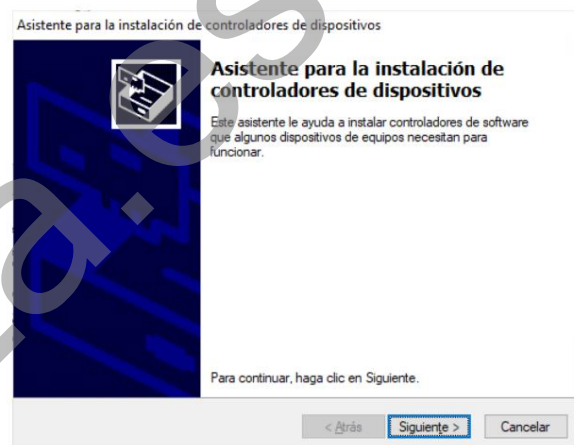 Asistente para la instalación de controladores de dispositivos
Asistente para la instalación de
controladores de dispositivos
Este asistente le ayuda a instalar controladores de software
que algunos dispositivos de equipos necesitan para
funcionar.
Para continuar, haga clic en Siguiente.
< Atrás Siguiente > Cancelar